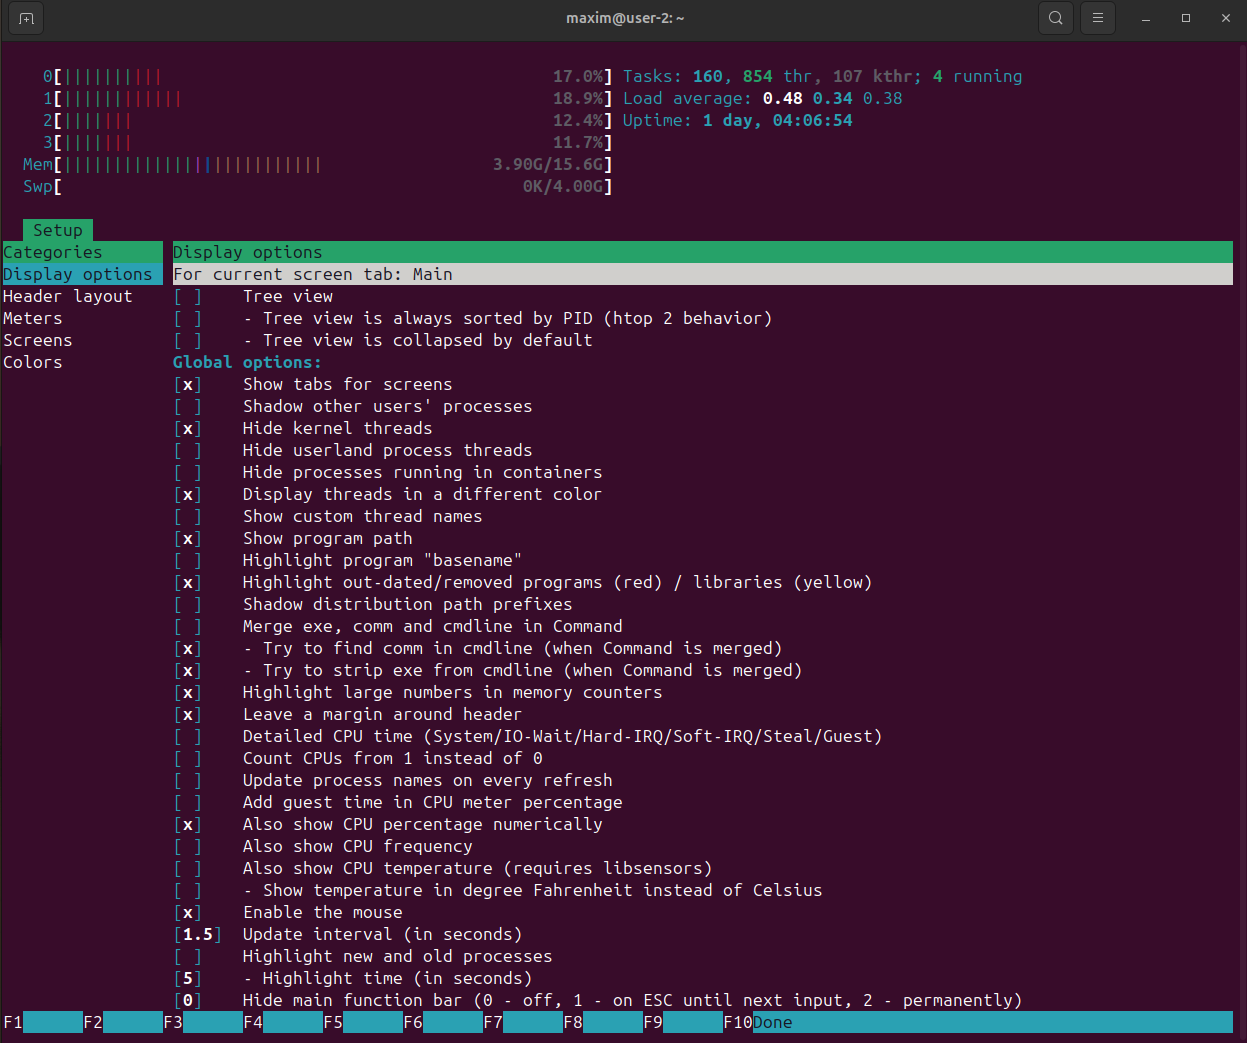 maxim@user-2: ~
0[|||||||||| 17.0%] Tasks: 160, 854 thr, 107 kthr; 4 running
1[|||||||||||| 18.9%] Load average: 0.48 0.34 0.38
2[||||||| 12.4%] Uptime: 1 day, 04:06:54
3[||||||| 11.7%]
Mem[|||||||||||||||||||||||||| 3.90G/15.6G]
Swp[ 0K/4.00G]
Setup
Categories Display options
Display options For current screen tab: Main
Header layout [ ] Tree view
Meters [ ] - Tree view is always sorted by PID (htop 2 behavior)
Screens [ ] - Tree view is collapsed by default
Colors Global options:
[x] Show tabs for screens
[ ] Shadow other users' processes
[x] Hide kernel threads
[ ] Hide userland process threads
[ ] Hide processes running in containers
[x] Display threads in a different color
[ ] Show custom thread names
[x] Show program path
[ ] Highlight program "basename"
[x] Highlight out-dated/removed programs (red) / libraries (yellow)
[ ] Shadow distribution path prefixes
[ ] Merge exe, comm and cmdline in Command
[x] - Try to find comm in cmdline (when Command is merged)
[x] - Try to strip exe from cmdline (when Command is merged)
[x] Highlight large numbers in memory counters
[x] Leave a margin around header
[ ] Detailed CPU time (System/IO-Wait/Hard-IRQ/Soft-IRQ/Steal/Guest)
[ ] Count CPUs from 1 instead of 0
[ ] Update process names on every refresh
[ ] Add guest time in CPU meter percentage
[x] Also show CPU percentage numerically
[ ] Also show CPU frequency
[ ] Also show CPU temperature (requires libsensors)
[ ] - Show temperature in degree Fahrenheit instead of Celsius
[x] Enable the mouse
[1.5] Update interval (in seconds)
[ ] Highlight new and old processes
[5] - Highlight time (in seconds)
[0] Hide main function bar (0 - off, 1 - on ESC until next input, 2 - permanently)
F1 F2 F3 F4 F5 F6 F7 F8 F9 F10Done